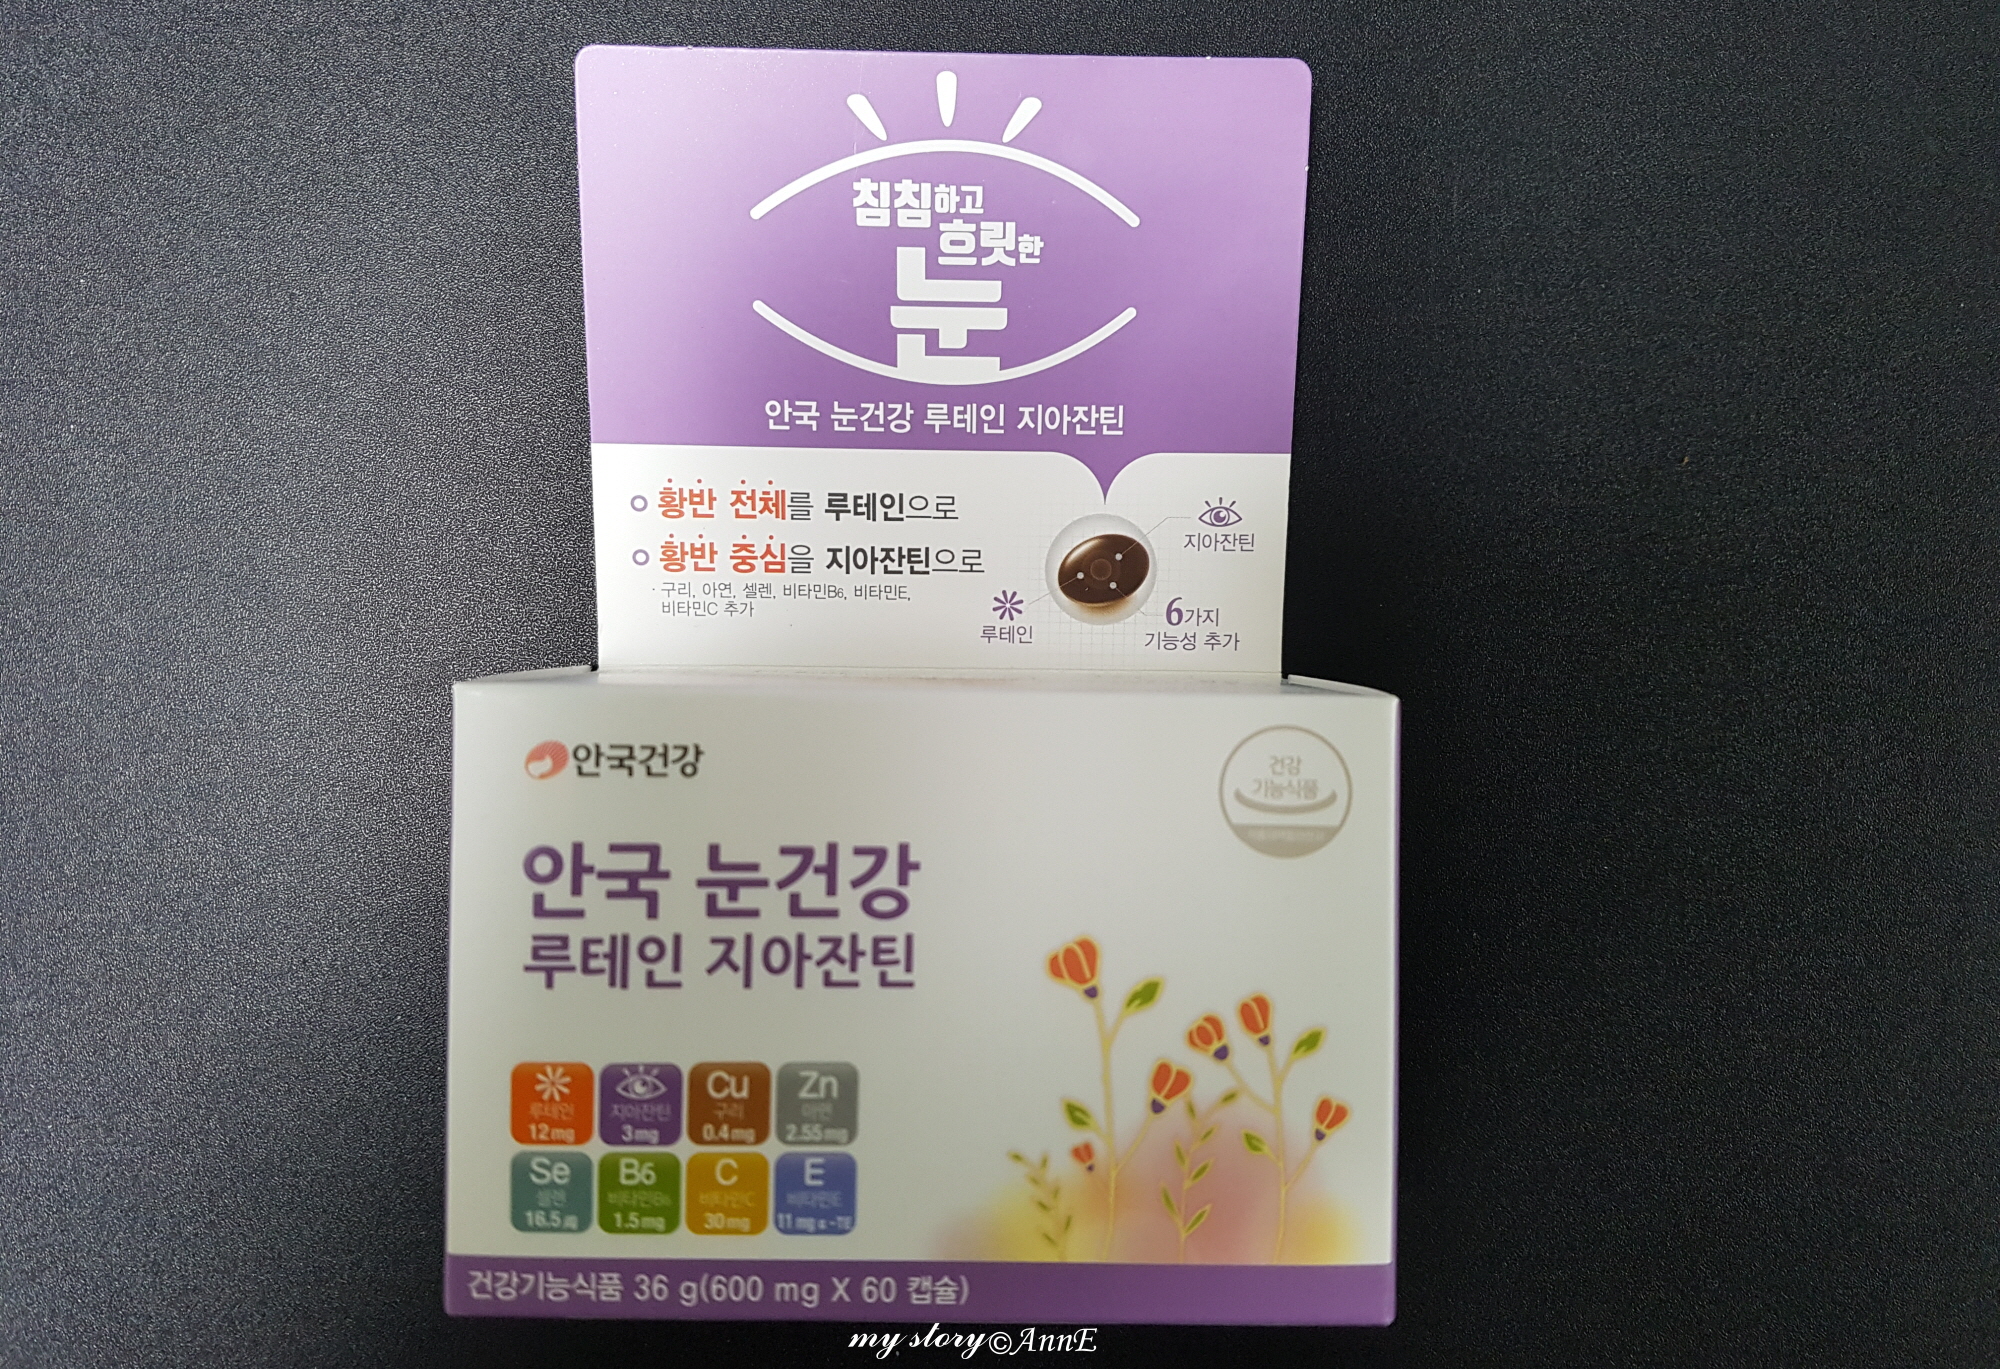 침침하고
흐릿한
눈
안국 눈건강 루테인 지아잔틴
황반 전체를 루테인으로
황반 중심을 지아잔틴으로
· 구리, 아연, 셀렌, 비타민B6, 비타민E,
비타민C 추가
지아잔틴
루테인
6가지
기능성 추가
안국건강
건강
기능식품
안국 눈건강
루테인 지아잔틴
루테인
12mg
지아잔틴
3mg
Cu
구리
0.4mg
Zn
아연
2.55mg
Se
셀렌
16.5㎍
B6
비타민B6
1.5mg
C
비타민C
30mg
E
비타민E
11mg α-TE
건강기능식품 36 g(600 mg X 60 캡슐)
my story©AnnE